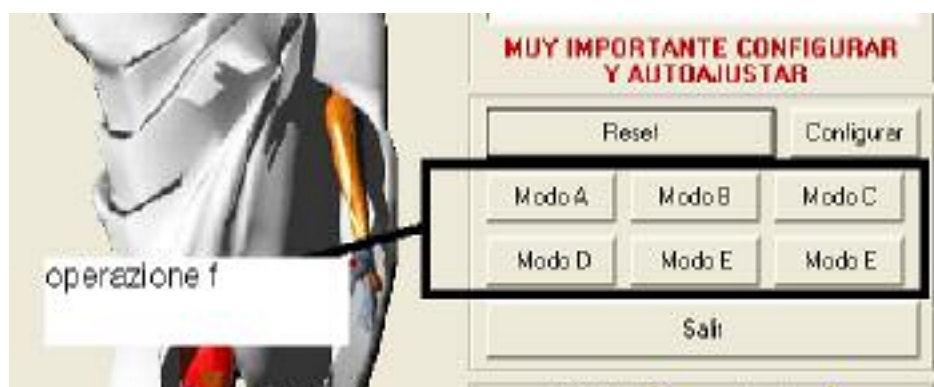 MUY IMPORTANTE CONFIGURAR
Y AUTOAJUSTAR
Reset
Configurar
Modo A
Modo B
Modo C
Modo D
Modo E
Modo E
operazione f
Salir